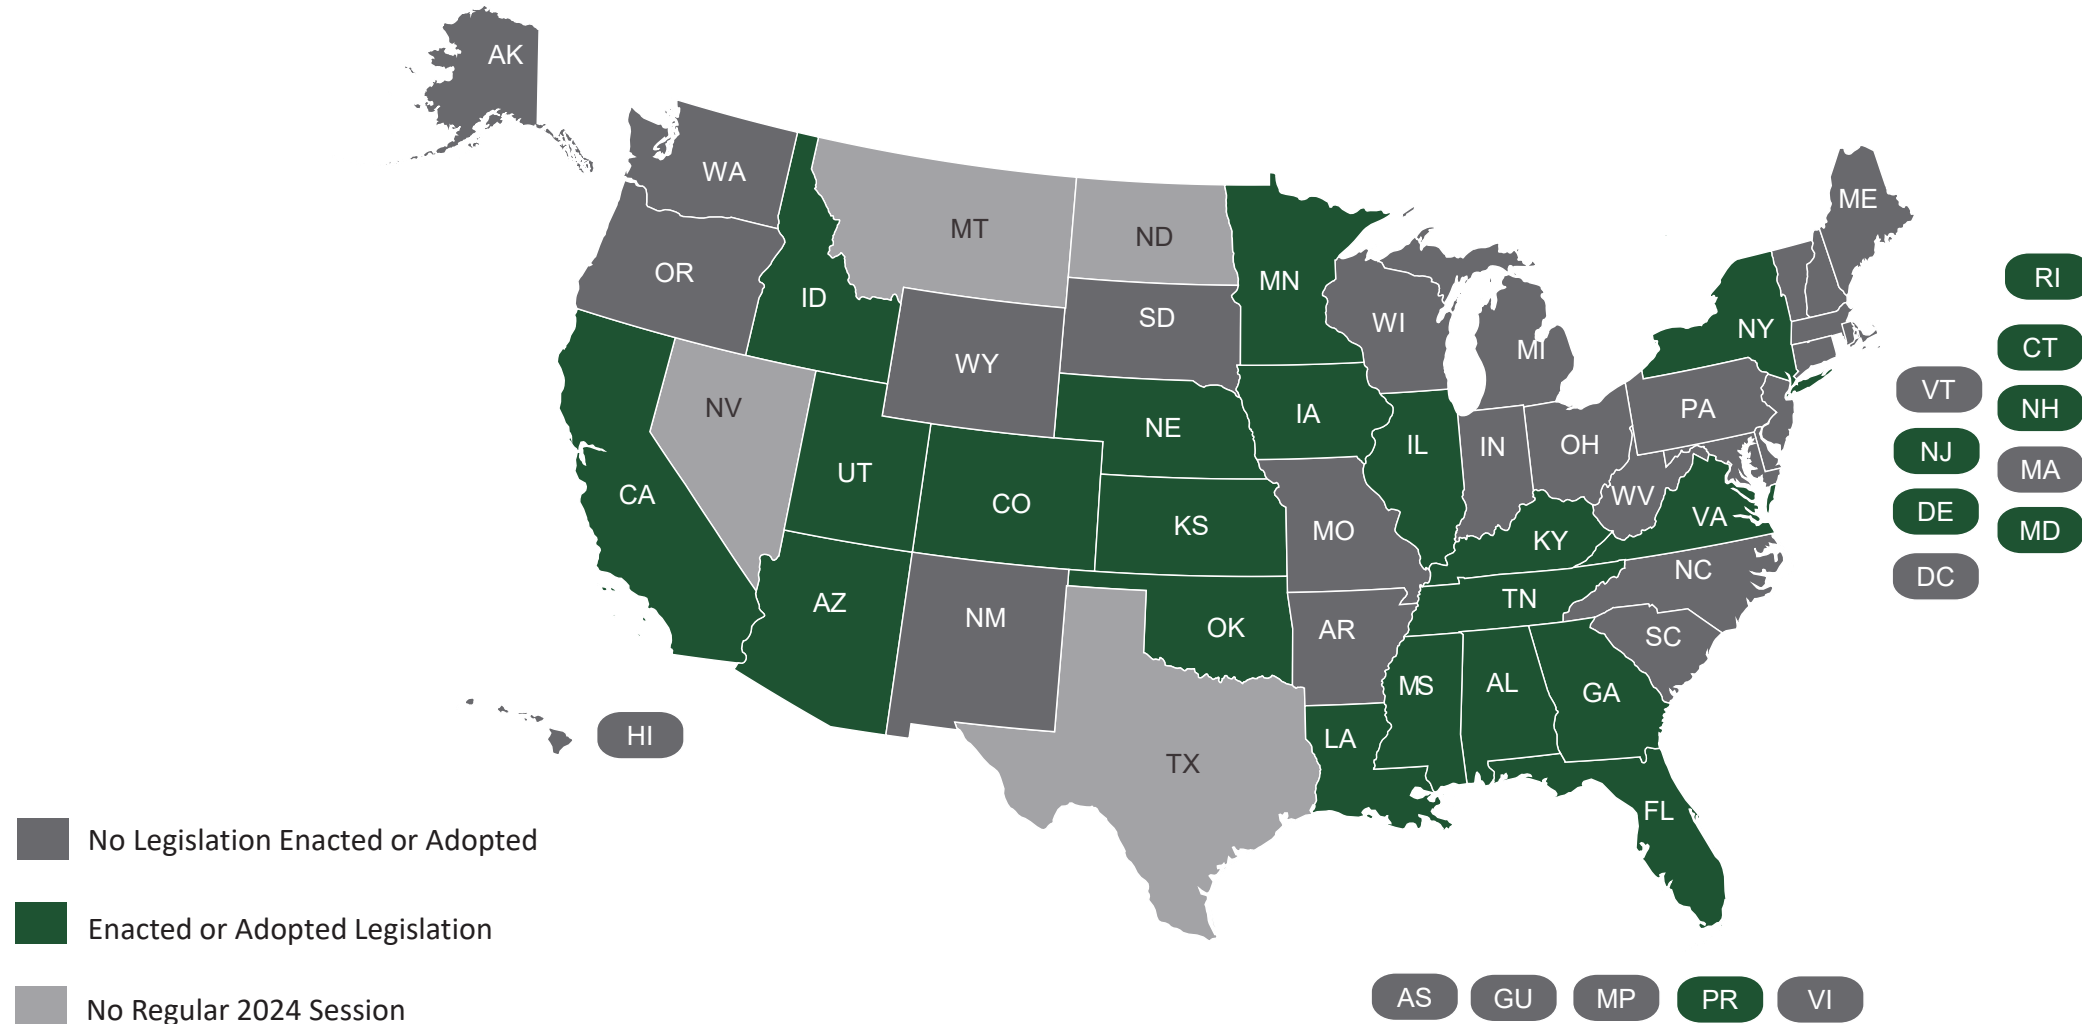 AK
WA
ME
MT
ND
OR
MN
RI
ID
SD
WI
NY
MI
CT
WY
VT
NV
PA
NH
IA
NE
IL
IN
OH
NJ
MA
UT
CA
WV
CO
DE
VA
KS
MO
KY
MD
NC
DC
AZ
TN
NM
OK
AR
SC
MS
AL
GA
HI
LA
TX
FL
No Legislation Enacted or Adopted
Enacted or Adopted Legislation
No Regular 2024 Session
AS
GU
MP
PR
VI